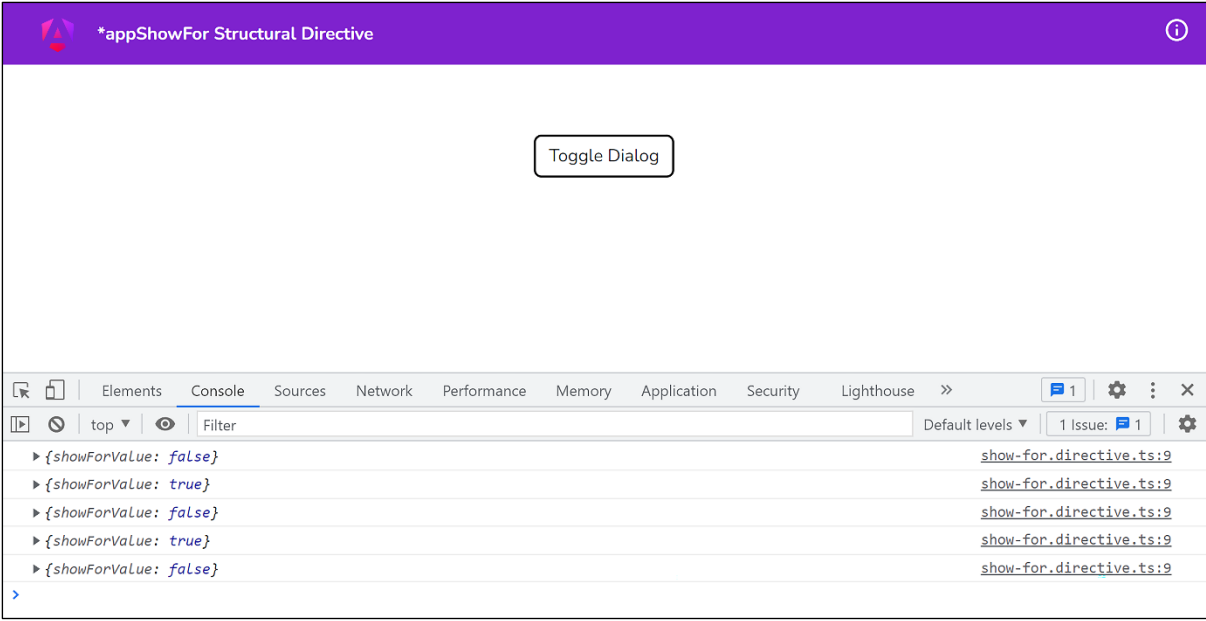 *appShowFor Structural Directive
Toggle Dialog
Elements Console Sources Network Performance Memory Application Security Lighthouse » 1
top ▼ Filter Default levels ▼ 1 Issue: 1
▶ {showForValue: false} show-for.directive.ts:9
▶ {showForValue: true} show-for.directive.ts:9
▶ {showForValue: false} show-for.directive.ts:9
▶ {showForValue: true} show-for.directive.ts:9
▶ {showForValue: false} show-for.directive.ts:9
>